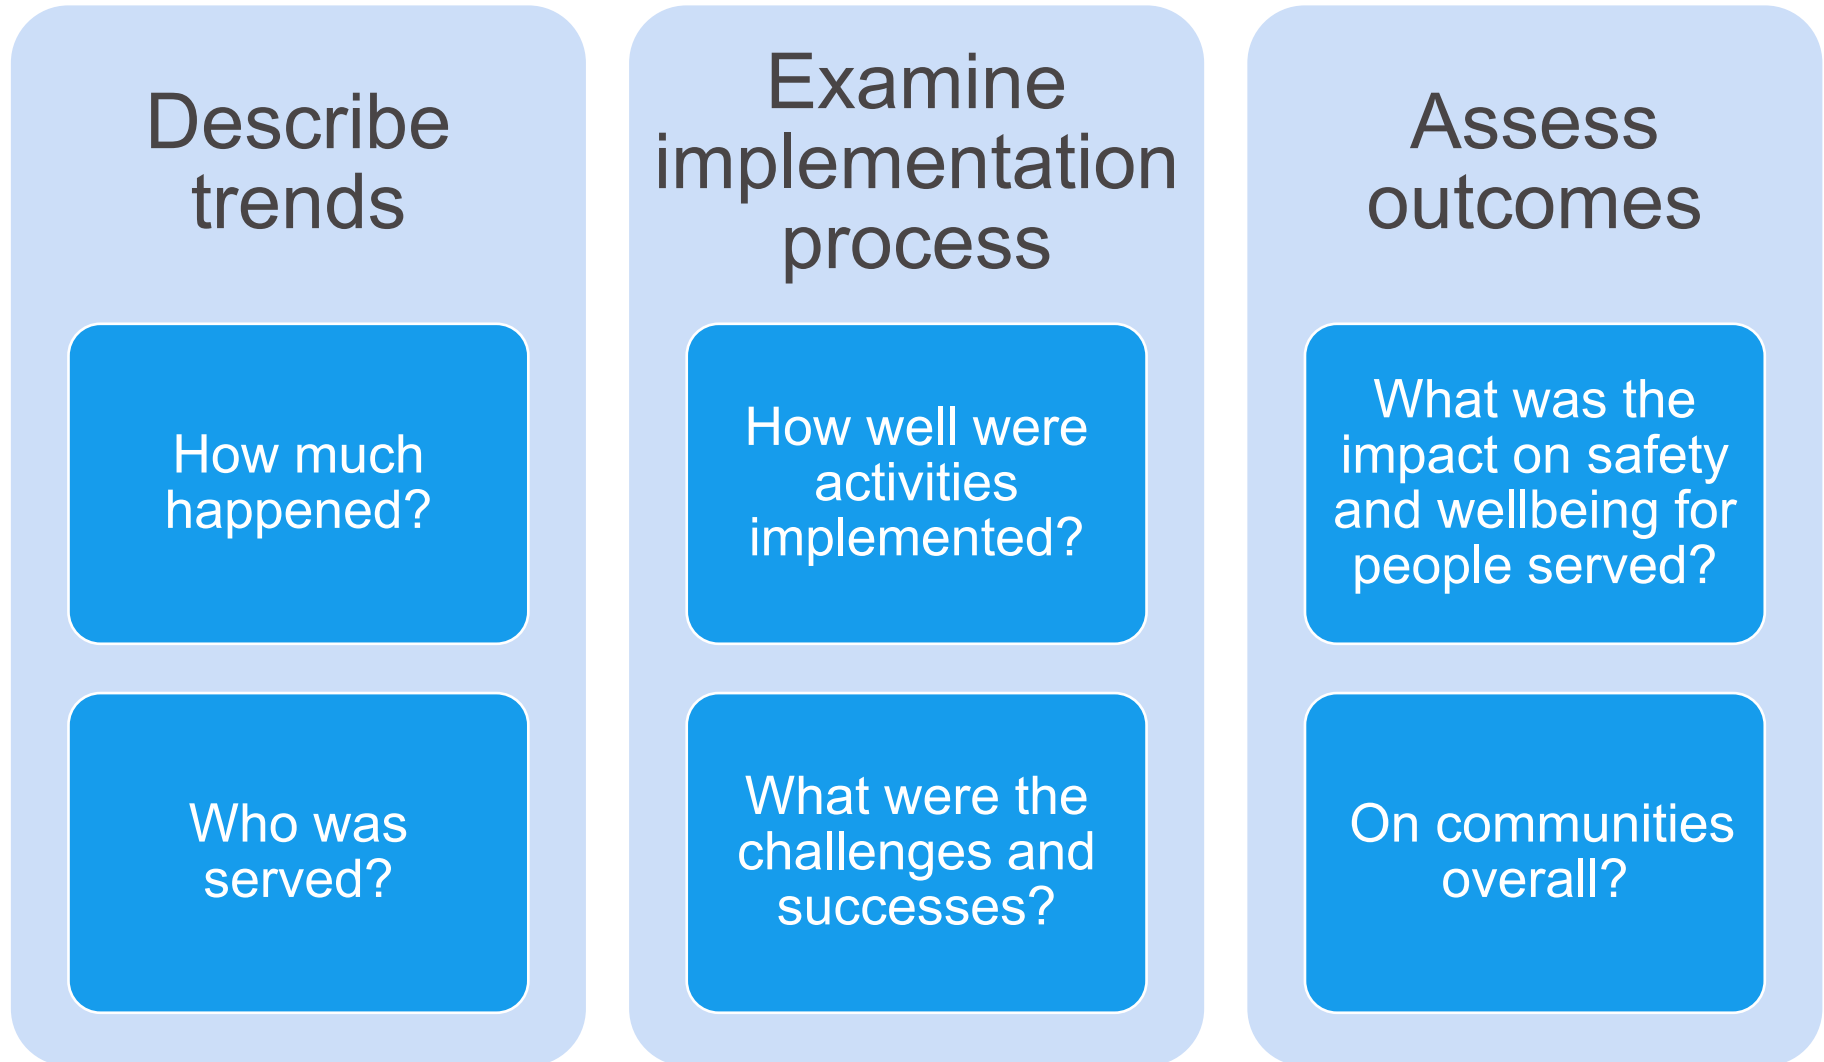 Describe
trends
How much
happened?
Who was
served?
Examine
implementation
process
How well were
activities
implemented?
What were the
challenges and
successes?
Assess
outcomes
What was the
impact on safety
and wellbeing for
people served?
On communities
overall?